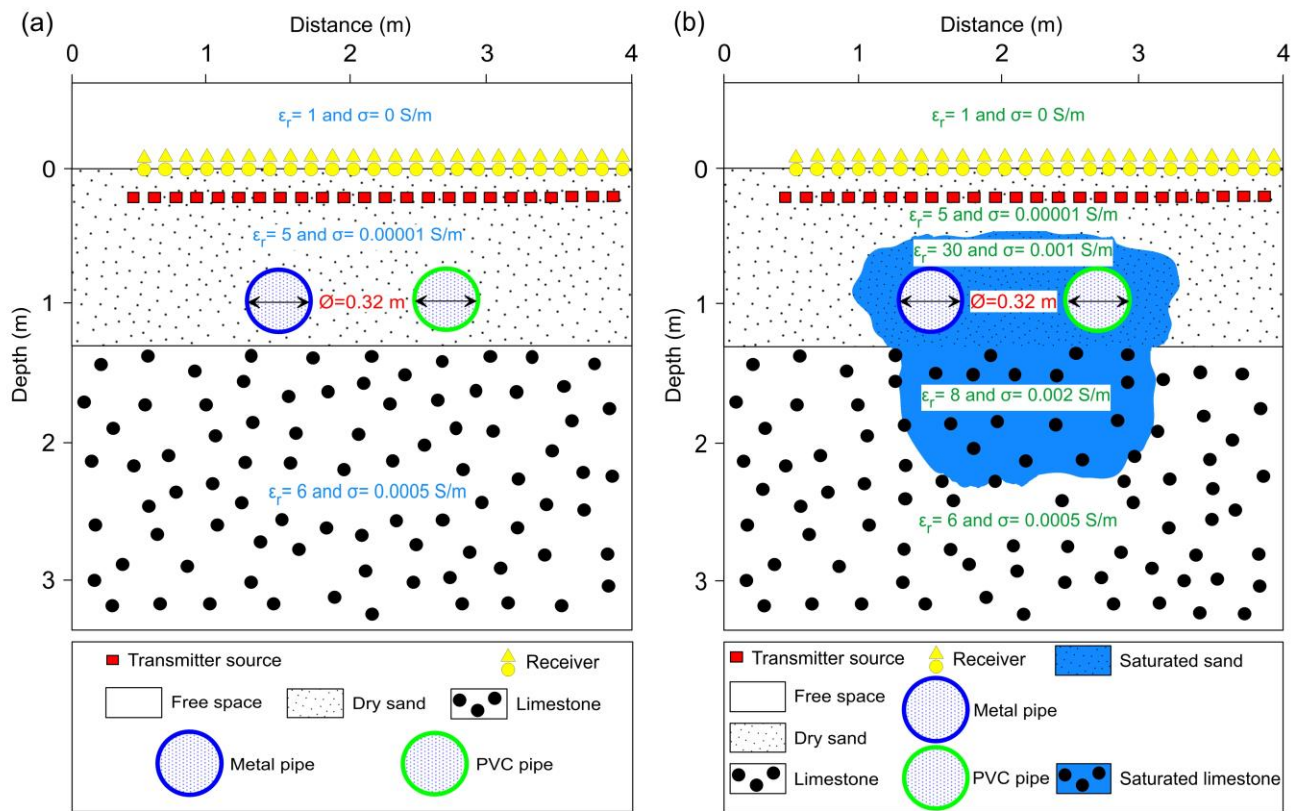 (a)
Distance (m)
0 1 2 3 4
εr= 1 and σ= 0 S/m
0
εr= 5 and σ= 0.00001 S/m
Ø=0.32 m
1
Depth (m)
2
εr= 6 and σ= 0.0005 S/m
3
Transmitter source
Receiver
Free space
Dry sand
Limestone
Metal pipe
PVC pipe
(b)
Distance (m)
0 1 2 3 4
εr= 1 and σ= 0 S/m
0
εr= 5 and σ= 0.00001 S/m
εr= 30 and σ= 0.001 S/m
Ø=0.32 m
1
Depth (m)
εr= 8 and σ= 0.002 S/m
2
εr= 6 and σ= 0.0005 S/m
3
Transmitter source
Receiver
Saturated sand
Free space
Metal pipe
Dry sand
Limestone
PVC pipe
Saturated limestone